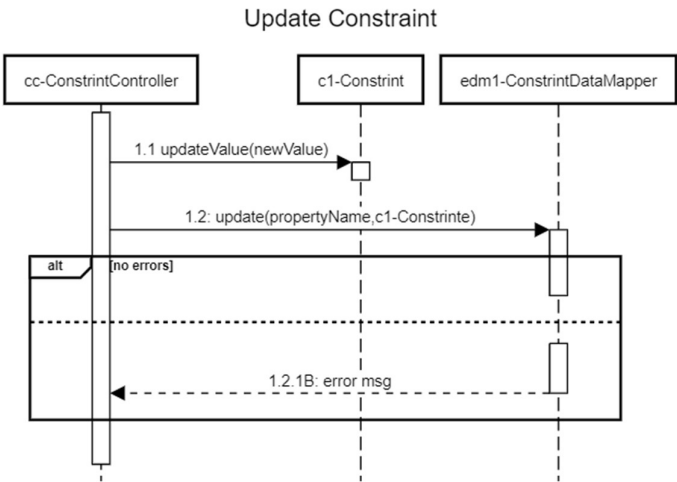 Update Constraint
cc-ConstrintController
c1-Constrint
edm1-ConstrintDataMapper
1.1 updateValue(newValue)
1.2: update(propertyName,c1-Constrinte)
alt
[no errors]
1.2.1B: error msg